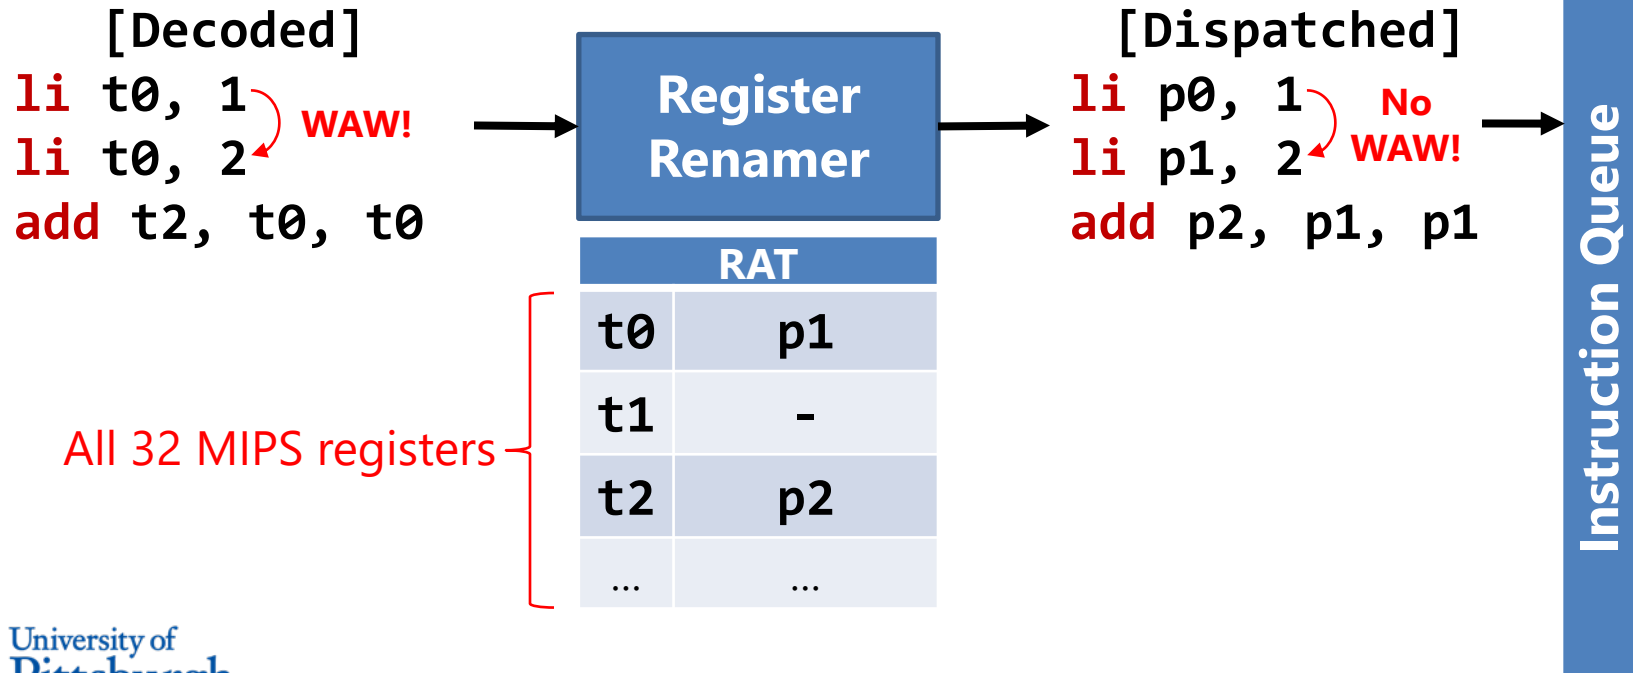 [Decoded]
li t0, 1
li t0, 2
add t2, t0, t0
WAW!
Register
Renamer
RAT
t0 p1
t1 -
t2 p2
... ...
All 32 MIPS registers
[Dispatched]
li p0, 1
li p1, 2
add p2, p1, p1
No
WAW!
Instruction Queue
University of
Pittsburgh